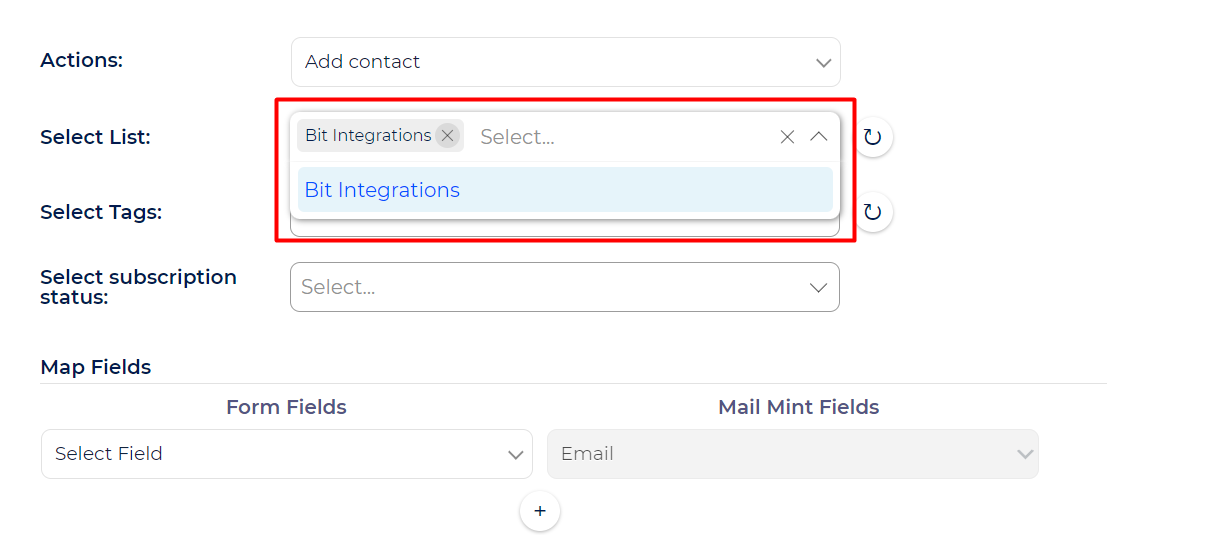 Actions:
Add contact
Select List:
Bit Integrations Select...
Bit Integrations
Select Tags:
Select subscription
status:
Select...
Map Fields
Form Fields
Mail Mint Fields
Select Field
Email
+